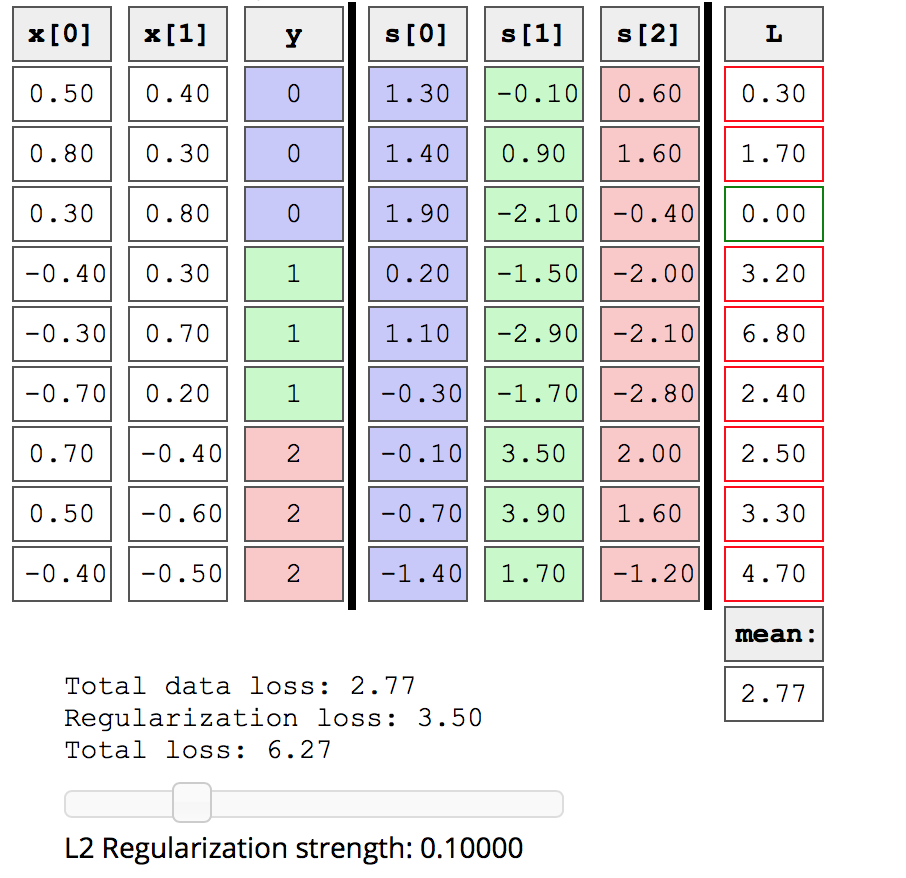 x[0] x[1] y s[0] s[1] s[2] L
0.50 0.40 0 1.30 -0.10 0.60 0.30
0.80 0.30 0 1.40 0.90 1.60 1.70
0.30 0.80 0 1.90 -2.10 -0.40 0.00
-0.40 0.30 1 0.20 -1.50 -2.00 3.20
-0.30 0.70 1 1.10 -2.90 -2.10 6.80
-0.70 0.20 1 -0.30 -1.70 -2.80 2.40
0.70 -0.40 2 -0.10 3.50 2.00 2.50
0.50 -0.60 2 -0.70 3.90 1.60 3.30
-0.40 -0.50 2 -1.40 1.70 -1.20 4.70
mean:
2.77
Total data loss: 2.77
Regularization loss: 3.50
Total loss: 6.27
L2 Regularization strength: 0.10000